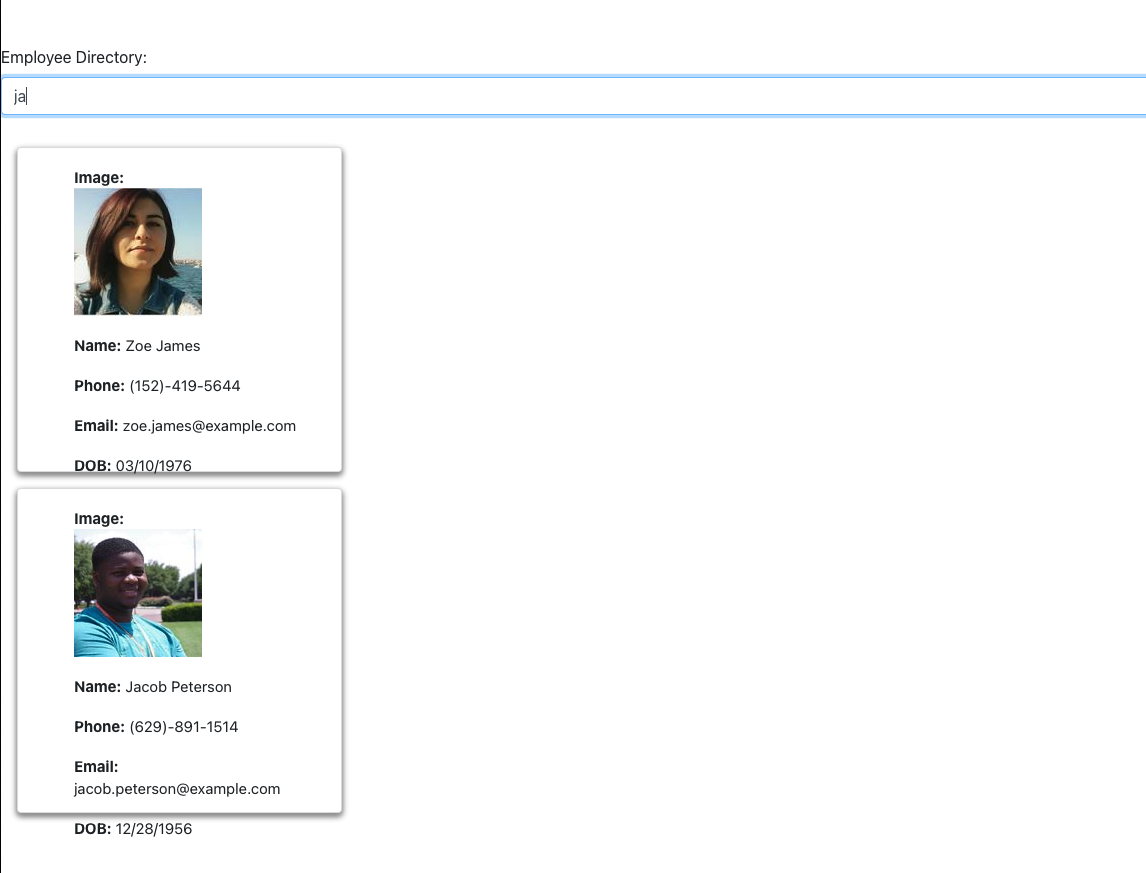 Employee Directory:
ja
Image:
Name: Zoe James
Phone: (152)-419-5644
Email: zoe.james@example.com
DOB: 03/10/1976
Image:
Name: Jacob Peterson
Phone: (629)-891-1514
Email:
jacob.peterson@example.com
DOB: 12/28/1956